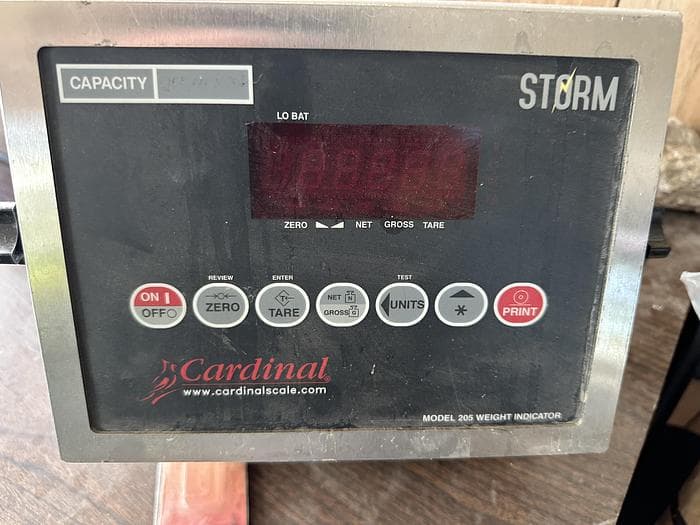 CAPACITY
STORM
LO BAT
ZERO NET GROSS TARE
REVIEW ENTER TEST
ON
OFF
ZERO
T
TARE
NET N
GROSS G
UNITS
*
PRINT
Cardinal
www.cardinalscale.com
MODEL 205 WEIGHT INDICATOR